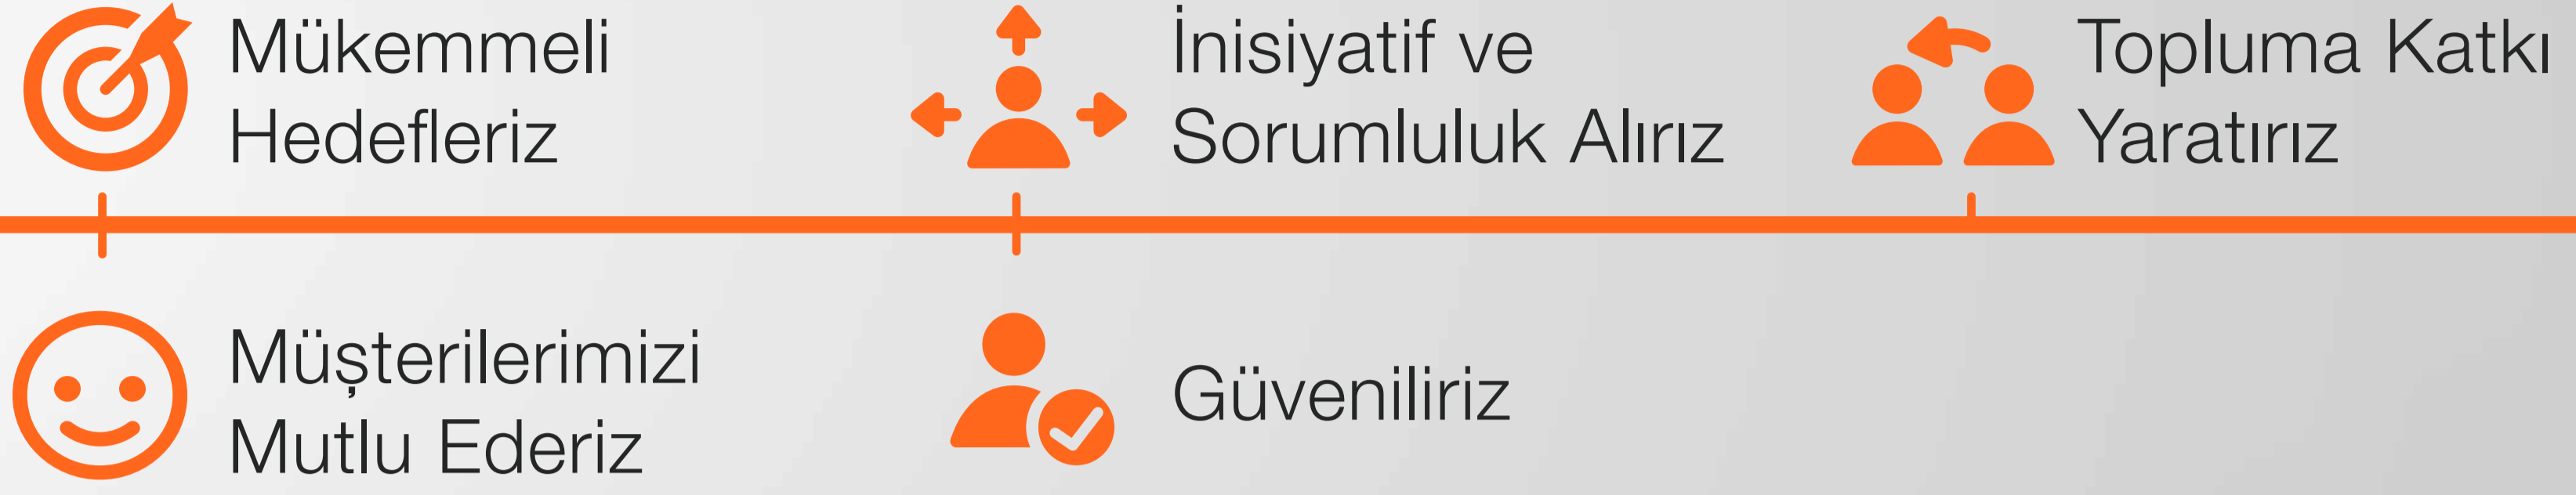 Mükemmeli
Hedefleriz
İnisiyatif ve
Sorumluluk Alırız
Topluma Katkı
Yaratırız
Müşterilerimizi
Mutlu Ederiz
Güveniliriz